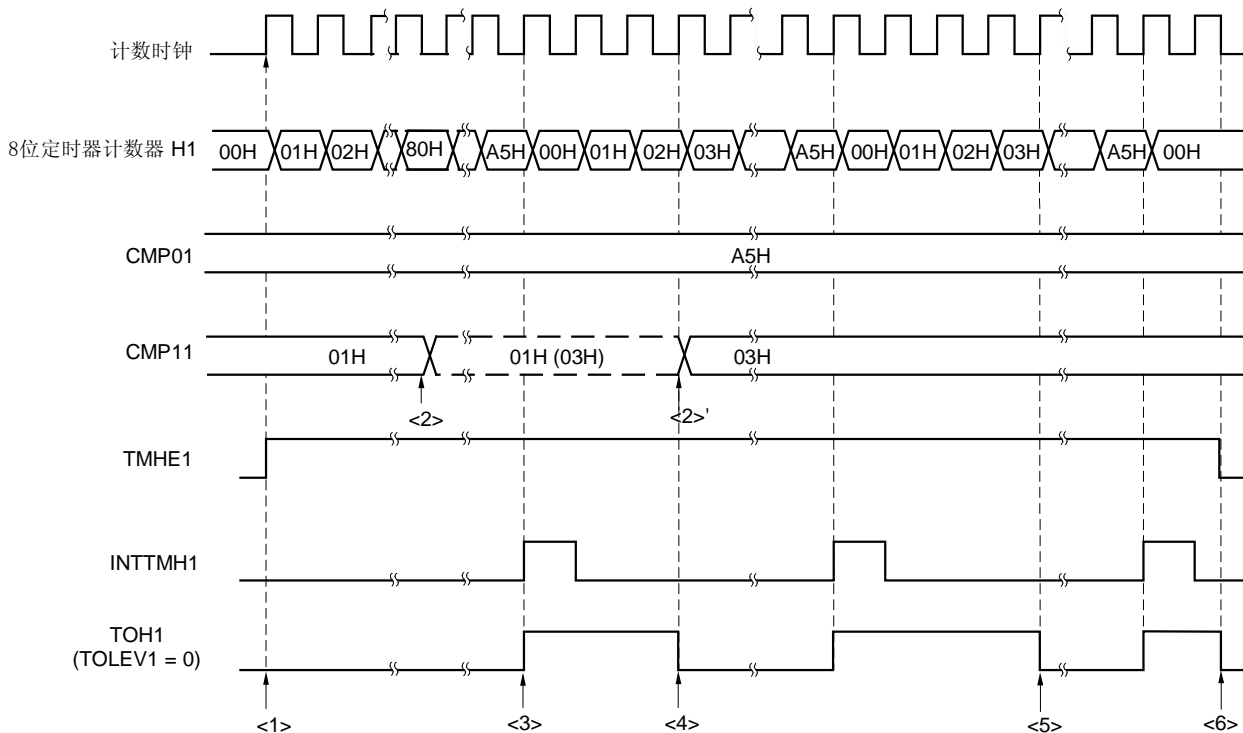 计数时钟
8位定时器计数器 H1 00H 01H 02H 80H A5H 00H 01H 02H 03H A5H 00H 01H 02H 03H A5H 00H
CMP01 A5H
CMP11 01H 01H (03H) 03H
<2> <2>'
TMHE1
INTTMH1
TOH1
(TOLEV1 = 0)
<1> <3> <4> <5> <6>